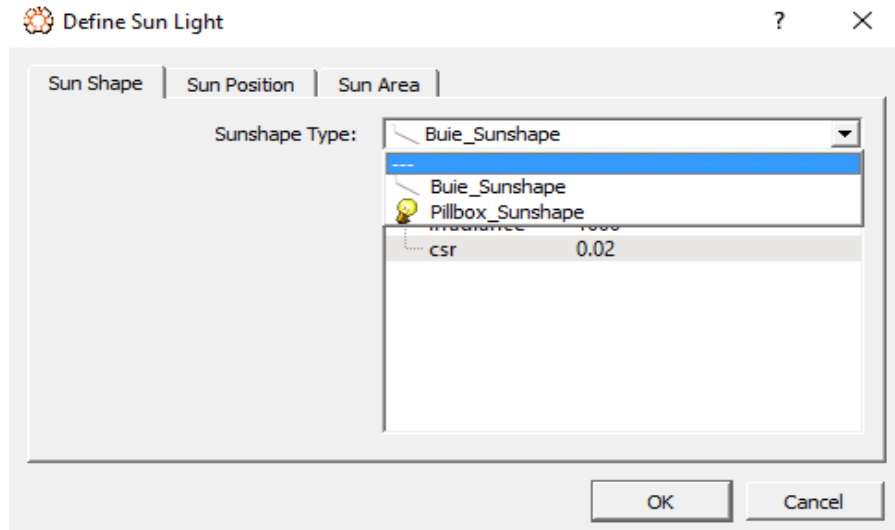 Define Sun Light ?
Sun Shape Sun Position Sun Area
Sunshape Type: Buie_Sunshape
---
Buie_Sunshape
Pillbox_Sunshape
csr 0.02
OK Cancel